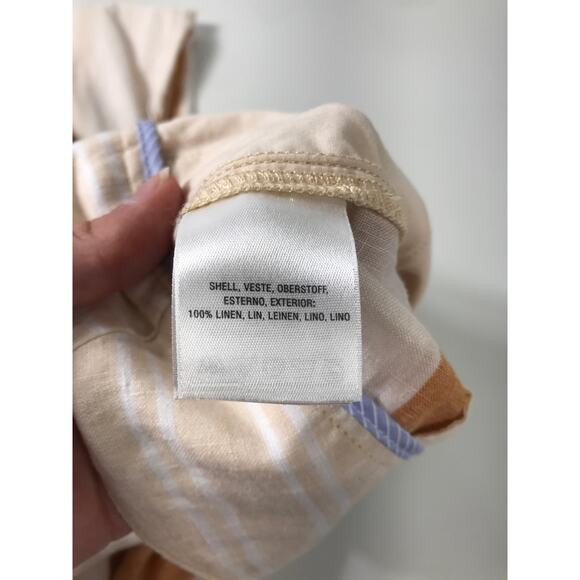 SHELL, VESTE, OBERSTOFF,
ESTERNO, EXTERIOR:
100% LINEN, LIN, LEINEN, LINO, LINO